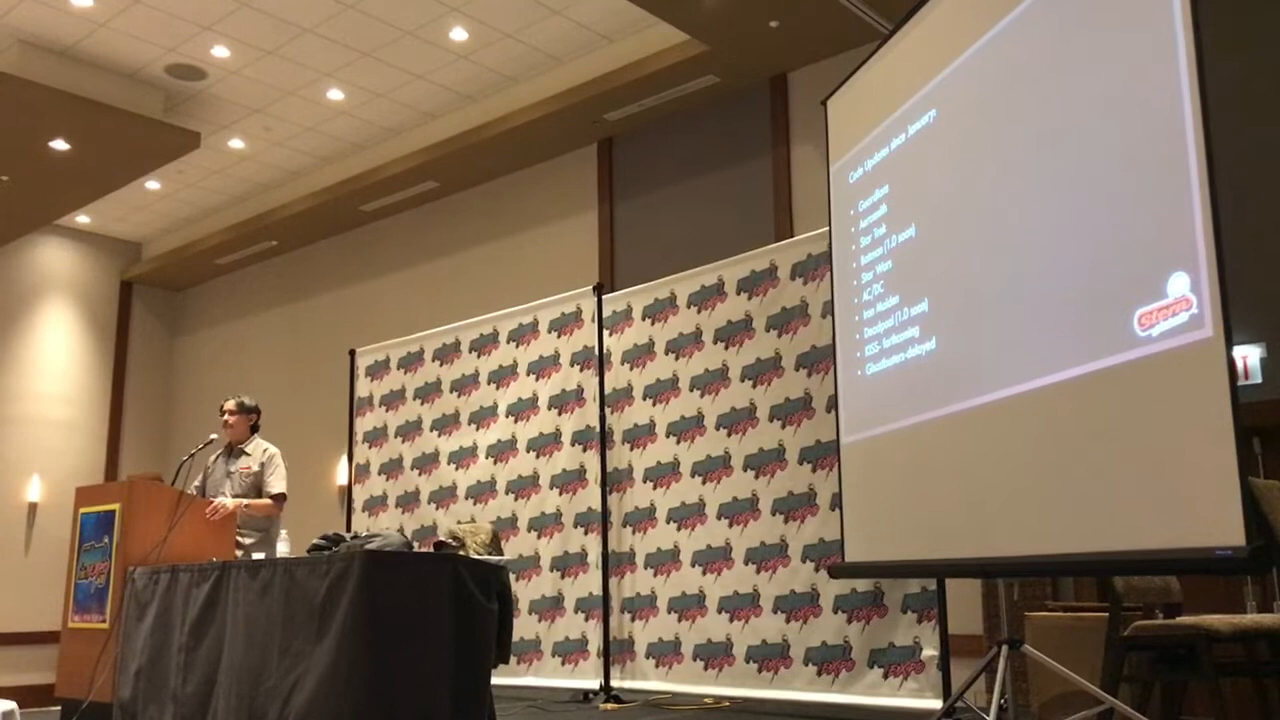 Code Updates since January:
• Guardians
• Aerosmith
• Star Trek
• Batman (1.0 soon)
• Star Wars
• AC/DC
• Iron Maiden
• Deadpool (1.0 soon)
• KISS- forthcoming
• Ghostbusters-delayed
Stern
EXPO